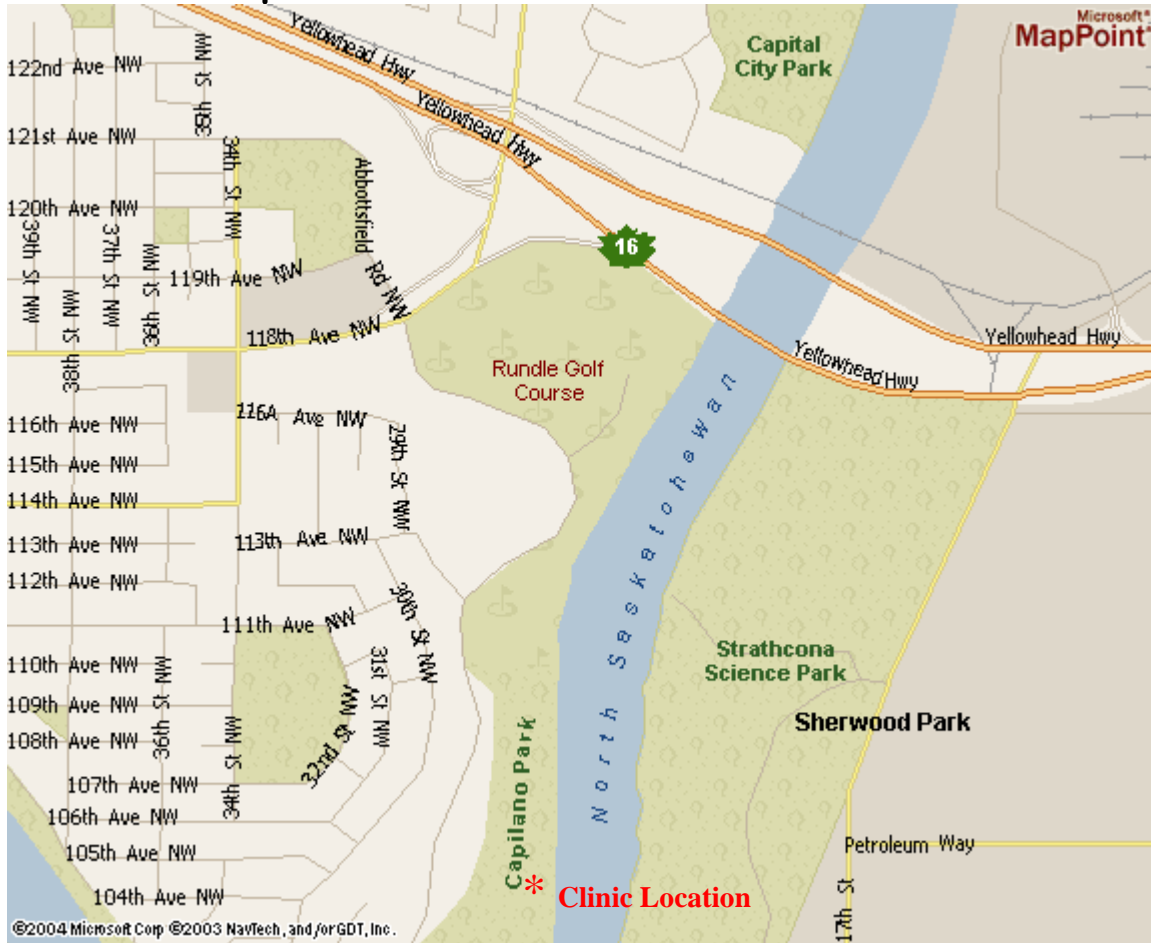 Microsoft®
MapPoint®
Yellowhead Hwy
Capital
City Park
122nd Ave NW
38th St NW
Yellowhead Hwy
121st Ave NW
34th St NW
Abbottsfield Rd NW
120th Ave NW
39th St NW
37th St NW
36th St NW
16
119th Ave NW
38th St NW
118th Ave NW
Yellowhead Hwy
Yellowhead Hwy
Rundle Golf
Course
116A Ave NW
116th Ave NW
29th St NW
115th Ave NW
114th Ave NW
North Saskatchewan
113th Ave NW
113th Ave NW
112th Ave NW
30th St NW
111th Ave NW
110th Ave NW
36th St NW
31st St NW
Strathcona
Science Park
109th Ave NW
34th St NW
32nd St NW
Sherwood Park
108th Ave NW
107th Ave NW
Capilano Park
106th Ave NW
105th Ave NW
Petroleum Way
104th Ave NW
* Clinic Location
17th St
©2004 Microsoft Corp ©2003 NavTech, and/or GDT, Inc.